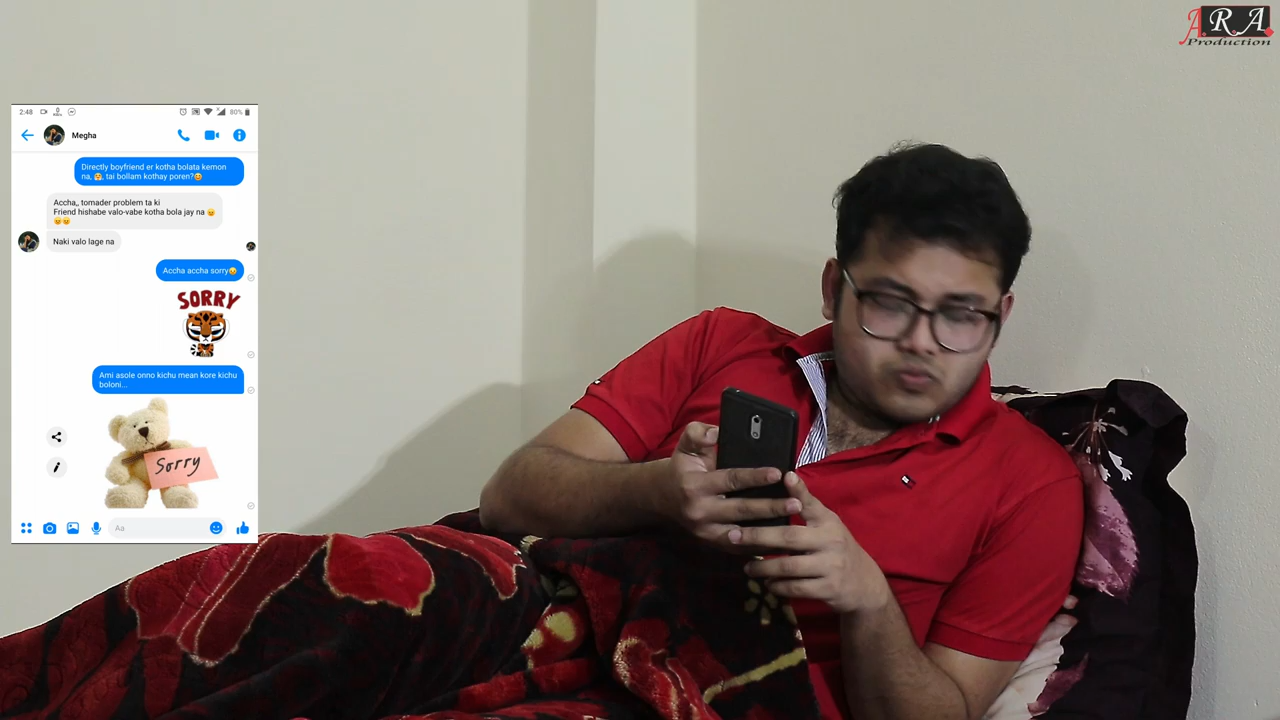 A.R.A.
Production
2:48
80%
Megha
Directly boyfriend er kotha bolata kemon
na, 😤, tai bollam kothay poren?😆
Accha,, tomader problem ta ki
Friend hishabe valo-vabe kotha bola jay na 😠
😠😠
Naki valo lage na
Accha accha sorry😣
SORRY
Ami asole onno kichu mean kore kichu
boloni...
Sorry
Aa